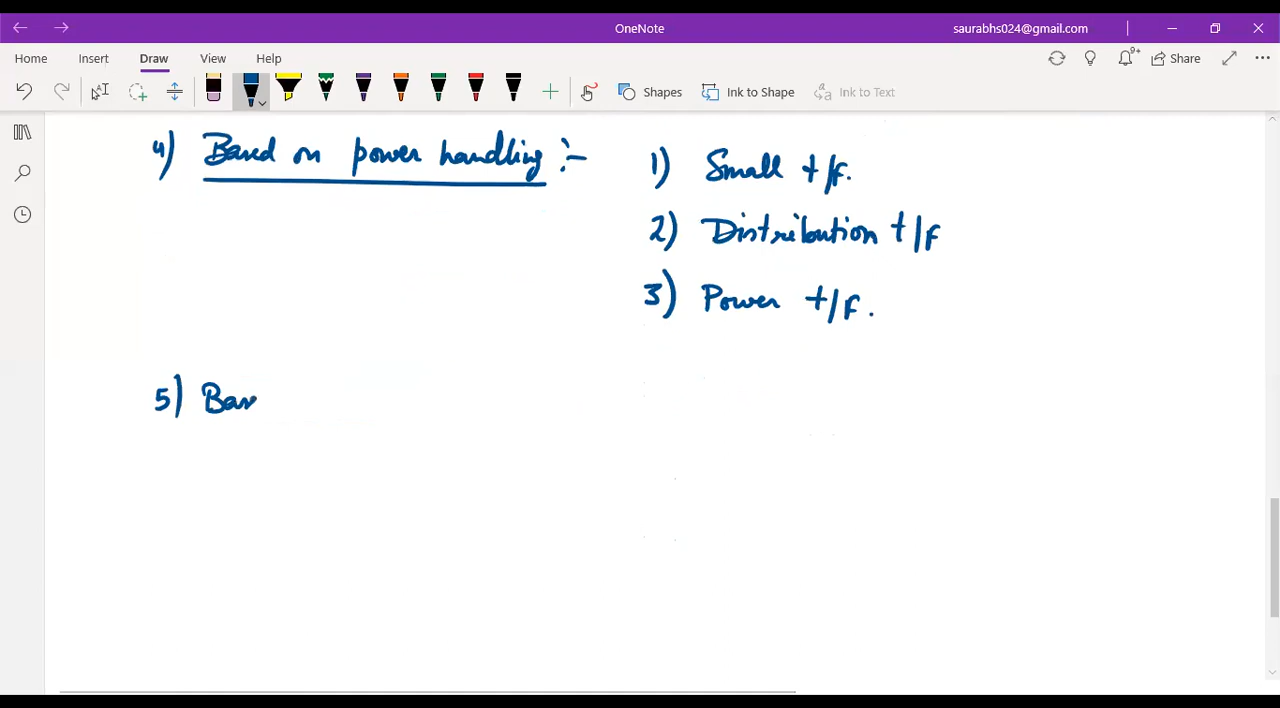 OneNote
saurabhs024@gmail.com
Home Insert Draw View Help
Share
Shapes Ink to Shape Ink to Text
4) Based on power handling :-
1) Small t/f.
2) Distribution t/f
3) Power t/f.
5) Bas